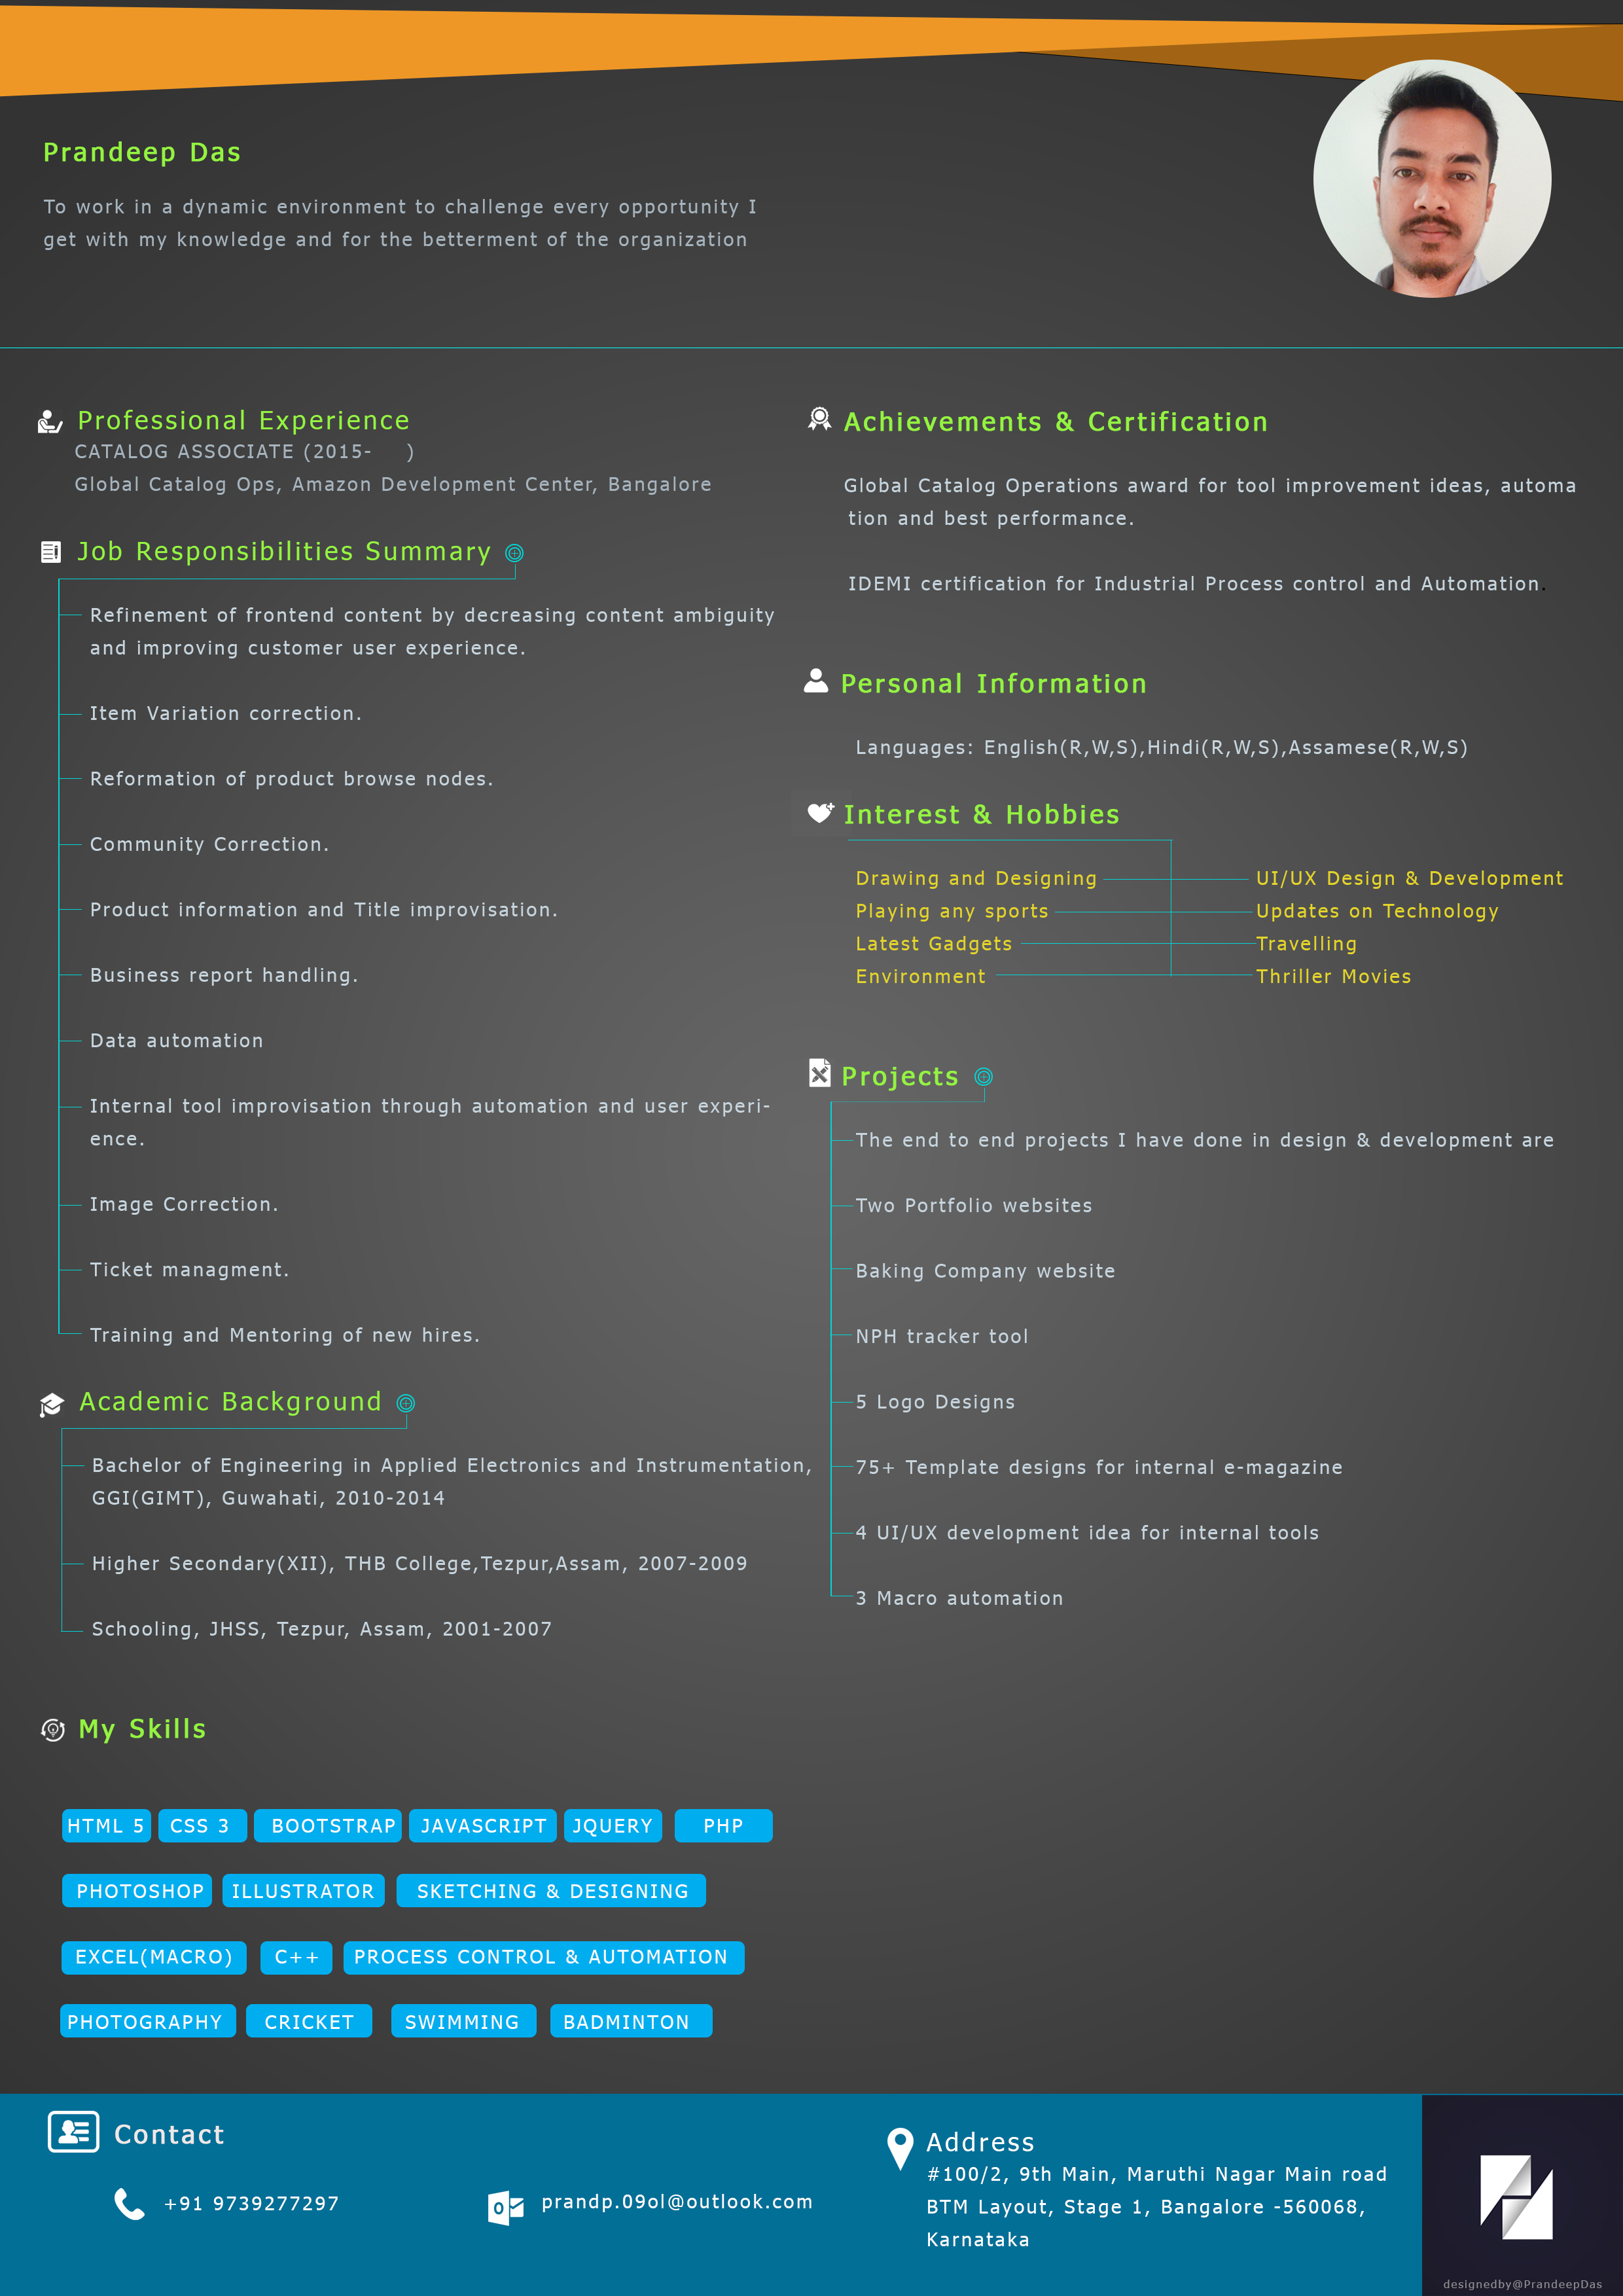 Prandeep Das
To work in a dynamic environment to challenge every opportunity I
get with my knowledge and for the betterment of the organization
Professional Experience
CATALOG ASSOCIATE (2015-    )
Global Catalog Ops, Amazon Development Center, Bangalore
Job Responsibilities Summary
Refinement of frontend content by decreasing content ambiguity
and improving customer user experience.
Item Variation correction.
Reformation of product browse nodes.
Community Correction.
Product information and Title improvisation.
Business report handling.
Data automation
Internal tool improvisation through automation and user experi-
ence.
Image Correction.
Ticket managment.
Training and Mentoring of new hires.
Academic Background
Bachelor of Engineering in Applied Electronics and Instrumentation,
GGI(GIMT), Guwahati, 2010-2014
Higher Secondary(XII), THB College,Tezpur,Assam, 2007-2009
Schooling, JHSS, Tezpur, Assam, 2001-2007
My Skills
HTML 5 CSS 3 BOOTSTRAP JAVASCRIPT JQUERY PHP
PHOTOSHOP ILLUSTRATOR SKETCHING & DESIGNING
EXCEL(MACRO) C++ PROCESS CONTROL & AUTOMATION
PHOTOGRAPHY CRICKET SWIMMING BADMINTON
Achievements & Certification
Global Catalog Operations award for tool improvement ideas, automa
tion and best performance.
IDEMI certification for Industrial Process control and Automation.
Personal Information
Languages: English(R,W,S),Hindi(R,W,S),Assamese(R,W,S)
Interest & Hobbies
Drawing and Designing UI/UX Design & Development
Playing any sports Updates on Technology
Latest Gadgets Travelling
Environment Thriller Movies
Projects
The end to end projects I have done in design & development are
Two Portfolio websites
Baking Company website
NPH tracker tool
5 Logo Designs
75+ Template designs for internal e-magazine
4 UI/UX development idea for internal tools
3 Macro automation
Contact
+91 9739277297
prandp.09ol@outlook.com
Address
#100/2, 9th Main, Maruthi Nagar Main road
BTM Layout, Stage 1, Bangalore -560068,
Karnataka
designedby@PrandeepDas